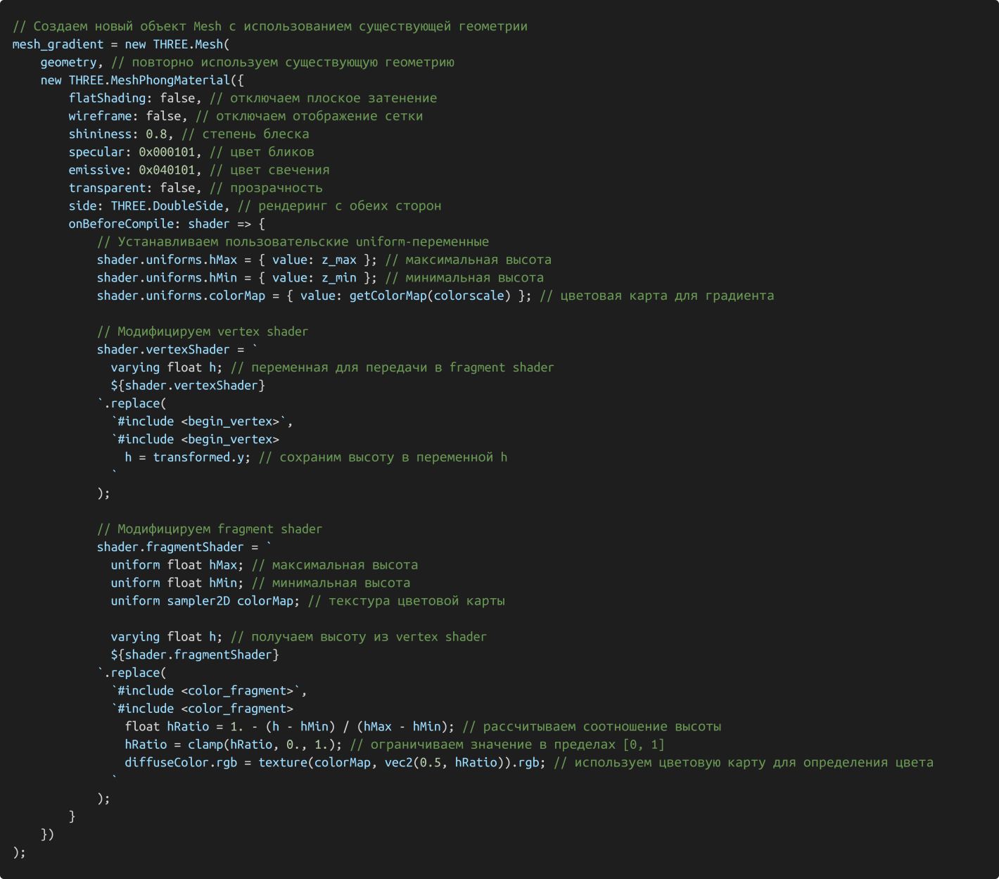 // Создаем новый объект Mesh с использованием существующей геометрии
mesh_gradient = new THREE.Mesh(
    geometry, // повторно используем существующую геометрию
    new THREE.MeshPhongMaterial({
        flatShading: false, // отключаем плоское затенение
        wireframe: false, // отключаем отображение сетки
        shininess: 0.8, // степень блеска
        specular: 0x000101, // цвет бликов
        emissive: 0x040101, // цвет свечения
        transparent: false, // прозрачность
        side: THREE.DoubleSide, // рендеринг с обеих сторон
        onBeforeCompile: shader => {
            // Устанавливаем пользовательские uniform-переменные
            shader.uniforms.hMax = { value: z_max }; // максимальная высота
            shader.uniforms.hMin = { value: z_min }; // минимальная высота
            shader.uniforms.colorMap = { value: getColorMap(colorscale) }; // цветовая карта для градиента

            // Модифицируем vertex shader
            shader.vertexShader = `
              varying float h; // переменная для передачи в fragment shader
              ${shader.vertexShader}
            `.replace(
              `#include <begin_vertex>`,
              `#include <begin_vertex>
                h = transformed.y; // сохраним высоту в переменной h
              `
            );

            // Модифицируем fragment shader
            shader.fragmentShader = `
              uniform float hMax; // максимальная высота
              uniform float hMin; // минимальная высота
              uniform sampler2D colorMap; // текстура цветовой карты

              varying float h; // получаем высоту из vertex shader
              ${shader.fragmentShader}
            `.replace(
              `#include <color_fragment>`,
              `#include <color_fragment>
                float hRatio = 1. - (h - hMin) / (hMax - hMin); // рассчитываем соотношение высоты
                hRatio = clamp(hRatio, 0., 1.); // ограничиваем значение в пределах [0, 1]
                diffuseColor.rgb = texture(colorMap, vec2(0.5, hRatio)).rgb; // используем цветовую карту для определения цвета
              `
            );
        }
    })
);